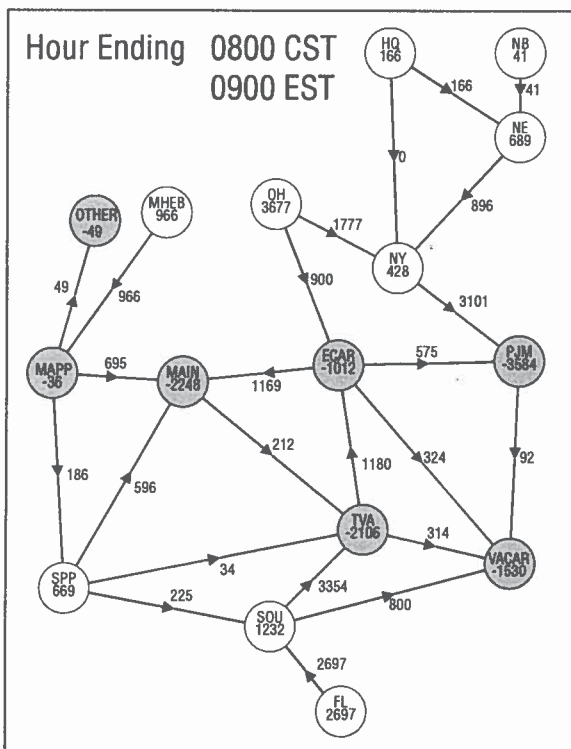 Hour Ending 0800 CST
0900 EST
HQ
166
NB
41
166
41
NE
689
0
896
OTHER
-49
MHEB
966
OH
3677
1777
NY
428
49
966
900
3101
MAPP
-36
695
MAIN
-2248
1169
ECAR
-1012
575
PJM
-3584
186
596
212
1180
324
92
TVA
-2106
314
VACAR
-1530
SPP
669
34
225
3354
800
SOU
1232
2697
FL
2697